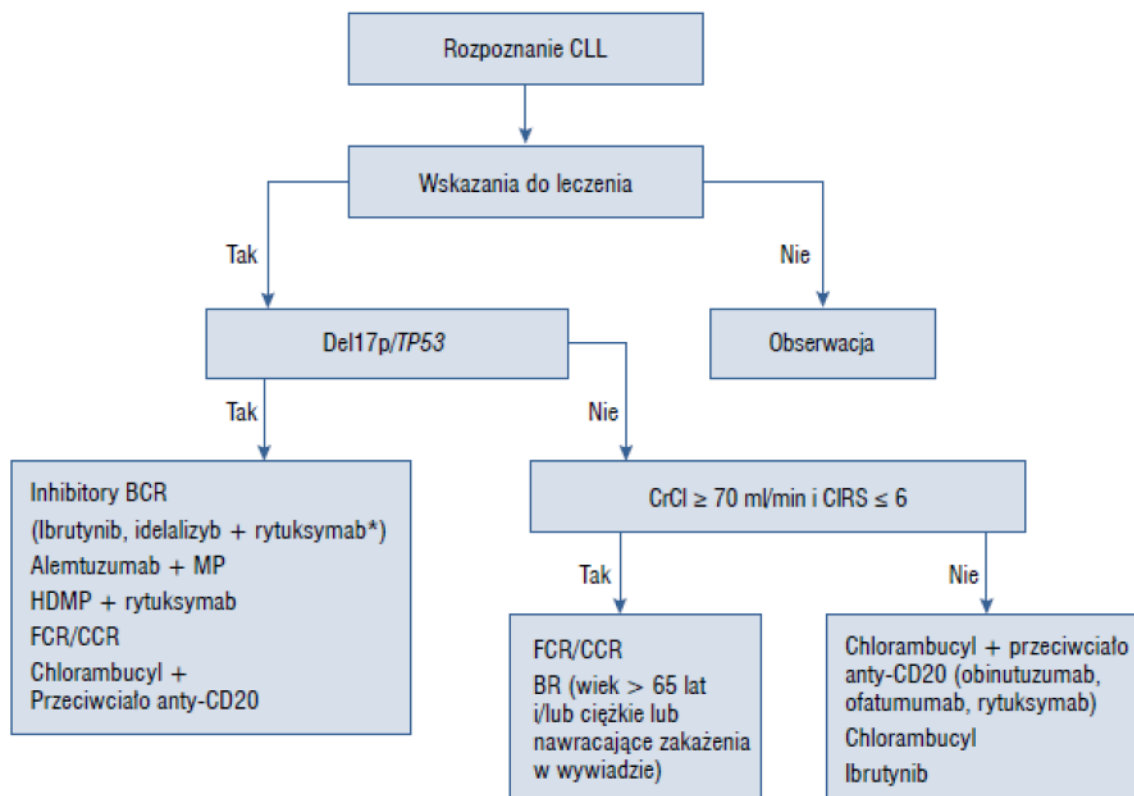 Rozpoznanie CLL
Wskazania do leczenia
Tak
Nie
Del17p/TP53
Obserwacja
Tak
Nie
Inhibitory BCR
(Ibrutynib, idelalizyb + rytuksymab*)
Alemtuzumab + MP
HDMP + rytuksymab
FCR/CCR
Chlorambucyl +
Przeciwciało anty-CD20
CrCl ≥ 70 ml/min i CIRS ≤ 6
Tak
Nie
FCR/CCR
BR (wiek > 65 lat
i/lub ciężkie lub
nawracające zakażenia
w wywiadzie)
Chlorambucyl + przeciwciało
anty-CD20 (obinutuzumab,
ofatumumab, rytuksymab)
Chlorambucyl
Ibrutynib